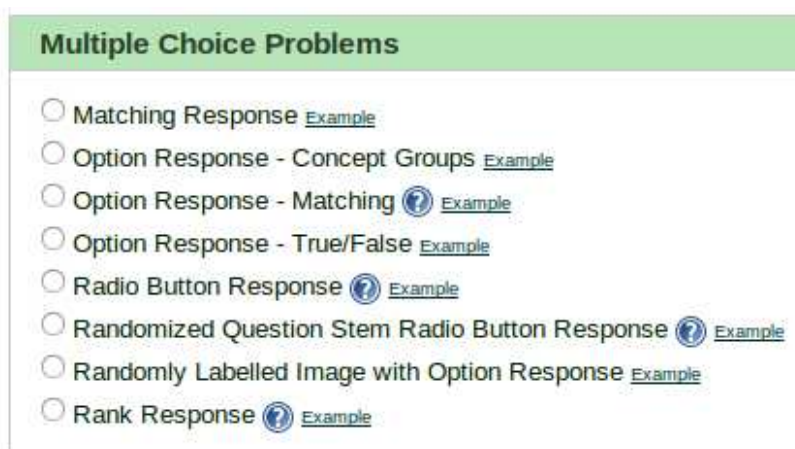 Multiple Choice Problems
Matching Response Example
Option Response - Concept Groups Example
Option Response - Matching ? Example
Option Response - True/False Example
Radio Button Response ? Example
Randomized Question Stem Radio Button Response ? Example
Randomly Labelled Image with Option Response Example
Rank Response ? Example